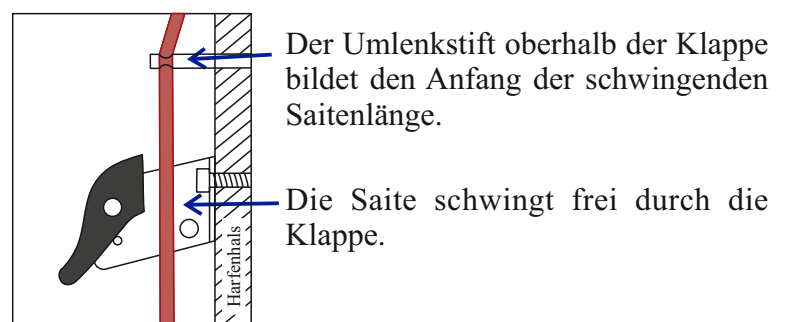 Der Umlenkstift oberhalb der Klappe
bildet den Anfang der schwingenden
Saitenlänge.
Die Saite schwingt frei durch die
Klappe.
Harfenhals